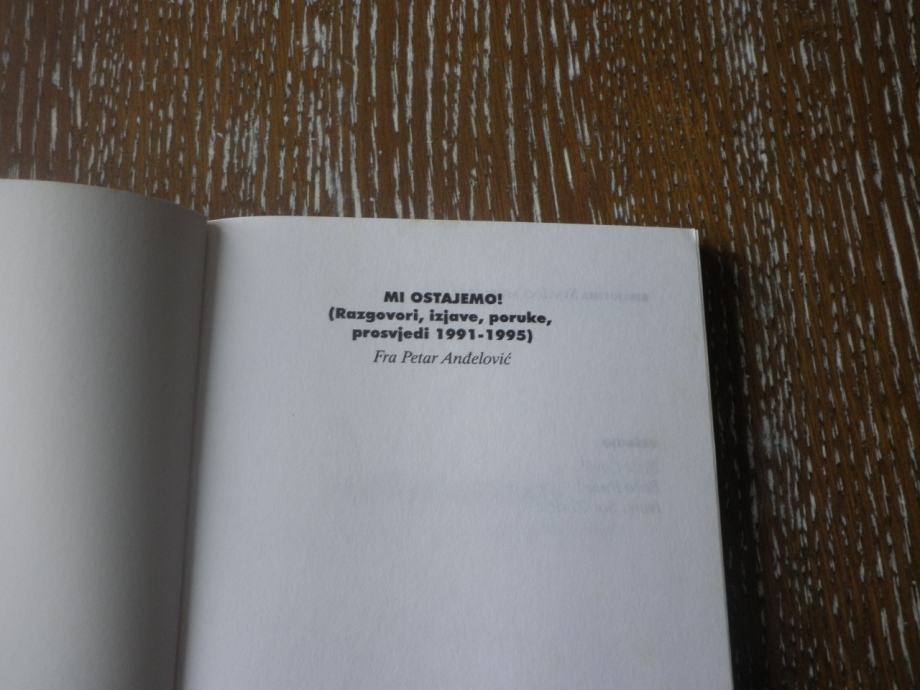 MI OSTAJEMO!
(Razgovori, izjave, poruke,
prosvjedi 1991-1995)
Fra Petar Anđelović